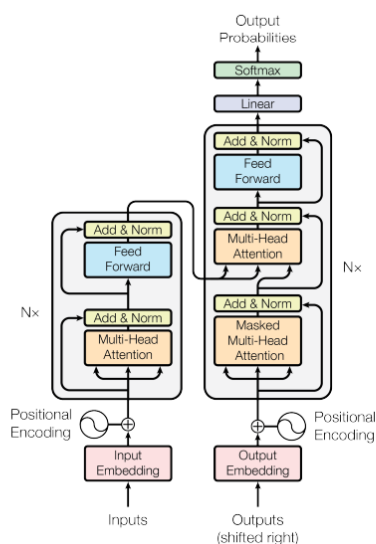 Output
Probabilities
Softmax
Linear
Add & Norm
Feed
Forward
Add & Norm
Multi-Head
Attention
Add & Norm
Masked
Multi-Head
Attention
Nx
Positional
Encoding
Output
Embedding
Outputs
(shifted right)
Add & Norm
Feed
Forward
Add & Norm
Multi-Head
Attention
Nx
Positional
Encoding
Input
Embedding
Inputs